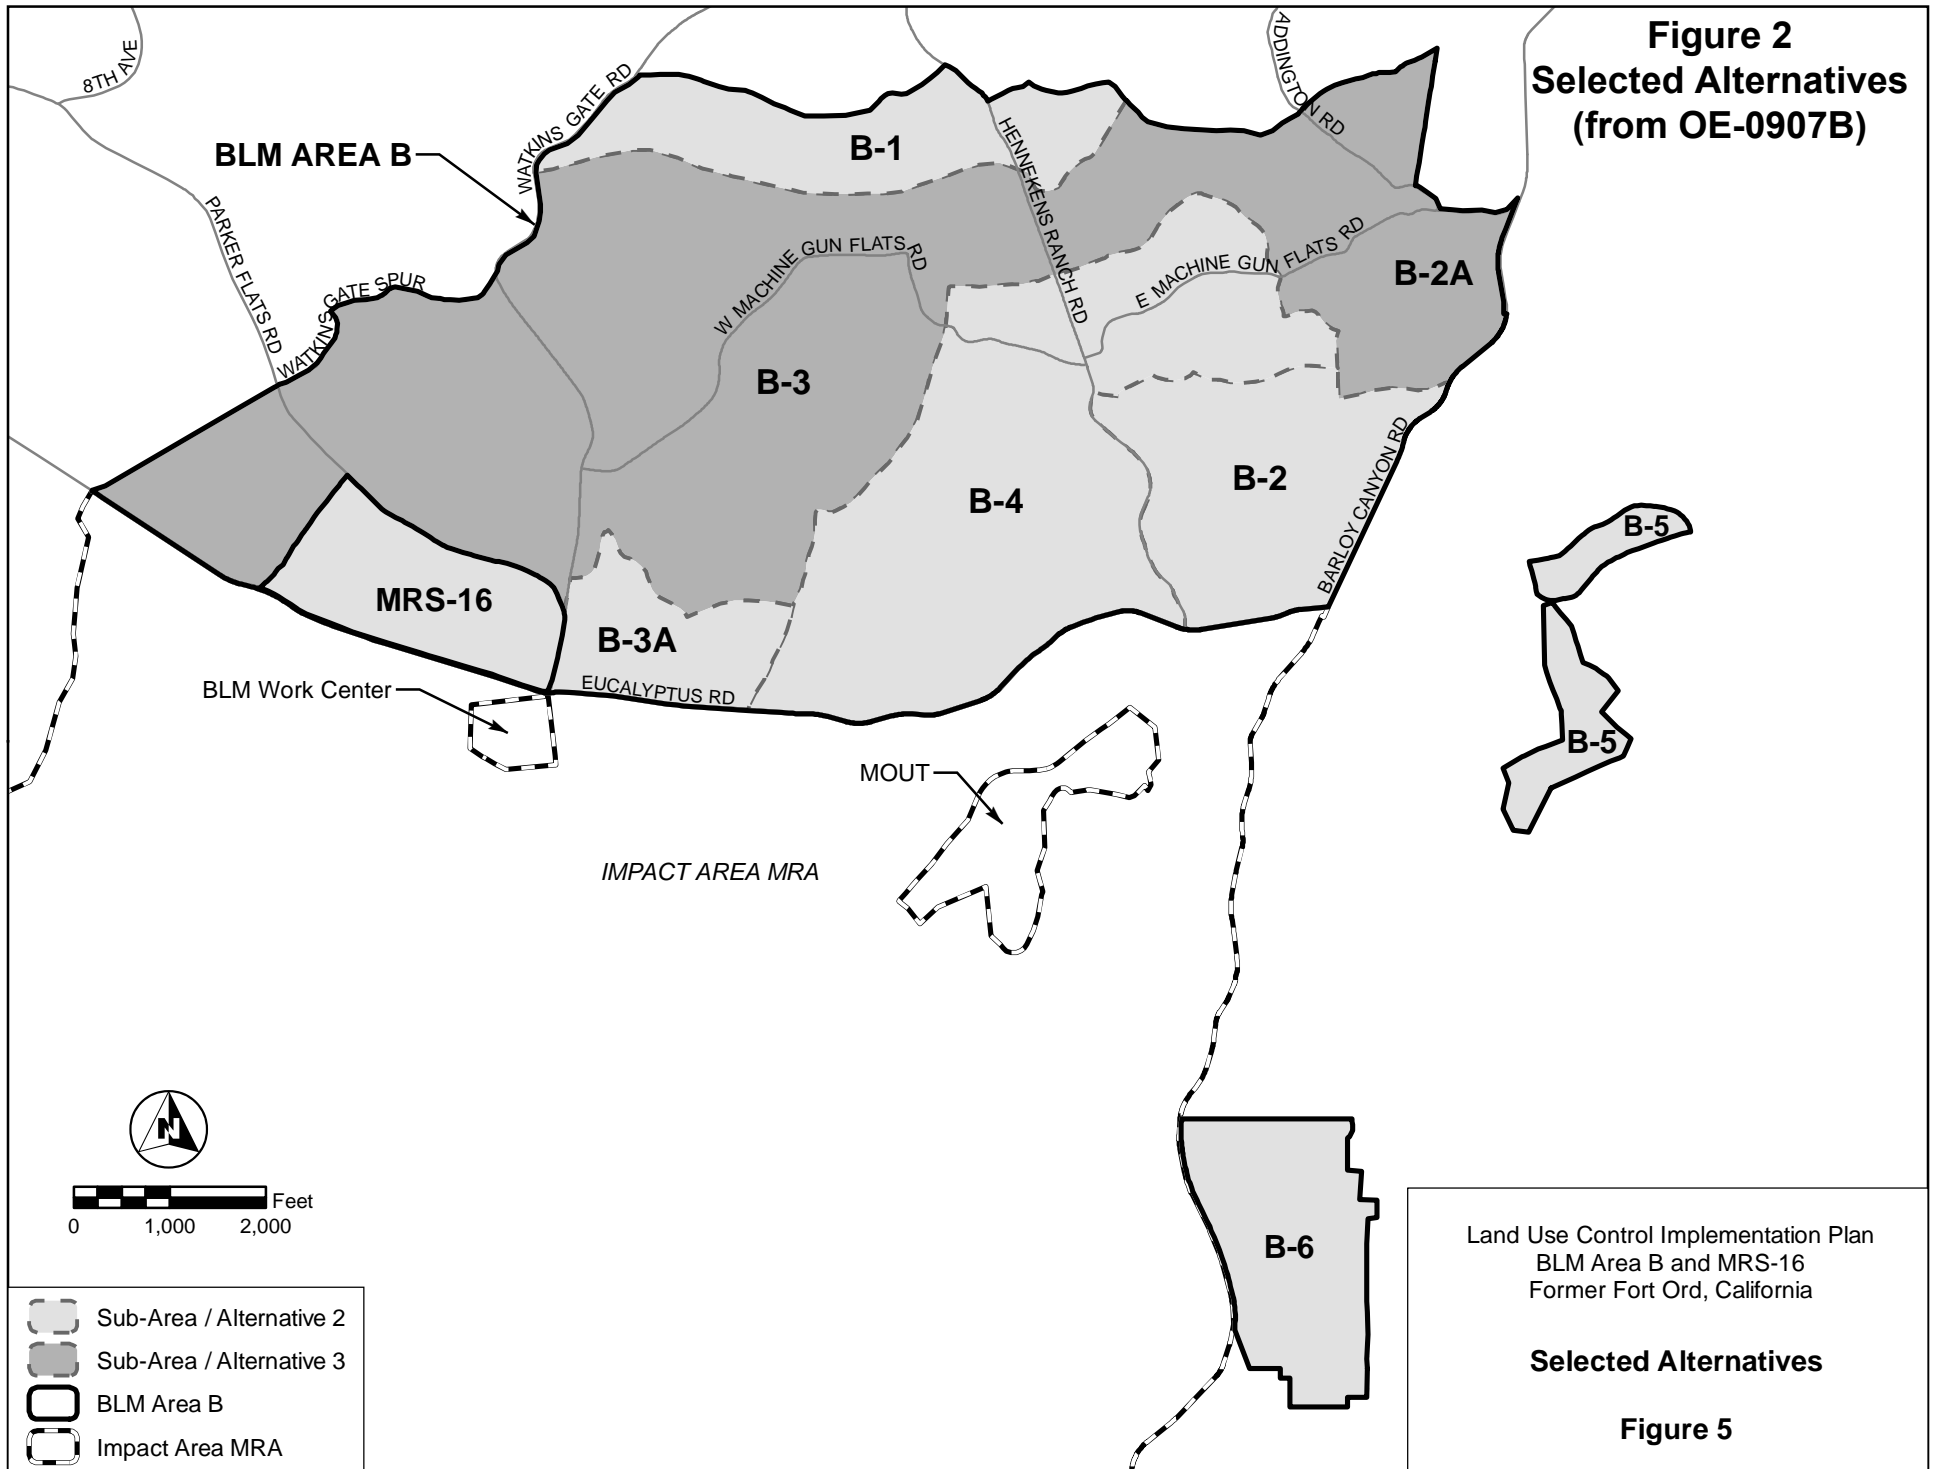 Figure 2
Selected Alternatives
(from OE-0907B)
8TH AVE
WATKINS GATE RD
ADDINGTON RD
BLM AREA B
B-1
HENNEKENS RANCH RD
PARKER FLATS RD
WATKINS GATE SPUR
W MACHINE GUN FLATS RD
E MACHINE GUN FLATS RD
B-2A
B-3
B-4
B-2
BARLOY CANYON RD
B-5
MRS-16
B-3A
BLM Work Center
EUCALYPTUS RD
B-5
MOUT
IMPACT AREA MRA
N
Feet
0 1,000 2,000
B-6
Sub-Area / Alternative 2
Sub-Area / Alternative 3
BLM Area B
Impact Area MRA
Land Use Control Implementation Plan
BLM Area B and MRS-16
Former Fort Ord, California
Selected Alternatives
Figure 5